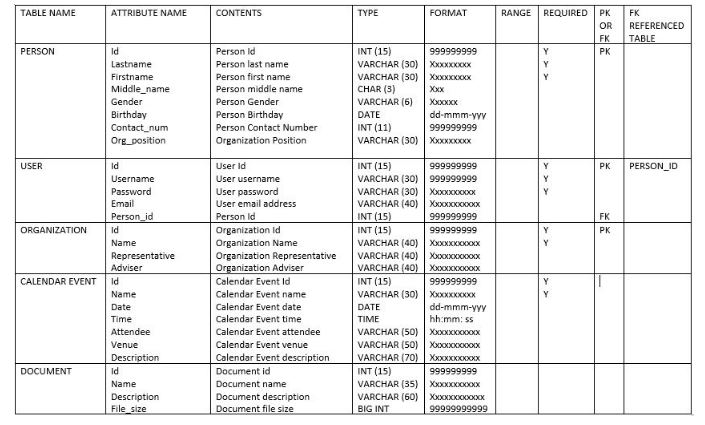 TABLE NAME ATTRIBUTE NAME CONTENTS TYPE FORMAT RANGE REQUIRED PK OR FK FK REFERENCED TABLE
PERSON Id Person Id INT (15) 999999999 Y PK
Lastname Person last name VARCHAR (30) Xxxxxxxxx Y
Firstname Person first name VARCHAR (30) Xxxxxxxxx Y
Middle_name Person middle name CHAR (3) Xxx
Gender Person Gender VARCHAR (6) Xxxxxx
Birthday Person Birthday DATE dd-mmm-yyy
Contact_num Person Contact Number INT (11) 999999999
Org_position Organization Position VARCHAR (30) Xxxxxxxxx
USER Id User Id INT (15) 999999999 Y PK PERSON_ID
Username User username VARCHAR (30) 999999999 Y
Password User password VARCHAR (30) Xxxxxxxxxx Y
Email User email address VARCHAR (40) Xxxxxxxxxxx
Person_id Person Id INT (15) 999999999 FK
ORGANIZATION Id Organization Id INT (15) 999999999 Y PK
Name Organization Name VARCHAR (40) Xxxxxxxxxxx Y
Representative Organization Representative VARCHAR (40) Xxxxxxxxxxx
Adviser Organization Adviser VARCHAR (40) Xxxxxxxxxxx
CALENDAR EVENT Id Calendar Event Id INT (15) 999999999 Y
Name Calendar Event name VARCHAR (30) Xxxxxxxxxx Y
Date Calendar Event date DATE dd-mmm-yyy
Time Calendar Event time TIME hh:mm: ss
Attendee Calendar Event attendee VARCHAR (50) Xxxxxxxxxxx
Venue Calendar Event venue VARCHAR (50) Xxxxxxxxxxx
Description Calendar Event description VARCHAR (70) Xxxxxxxxxxx
DOCUMENT Id Document id INT (15) 999999999
Name Document name VARCHAR (35) Xxxxxxxxxxx
Description Document description VARCHAR (60) Xxxxxxxxxxxx
File_size Document file size BIG INT 99999999999